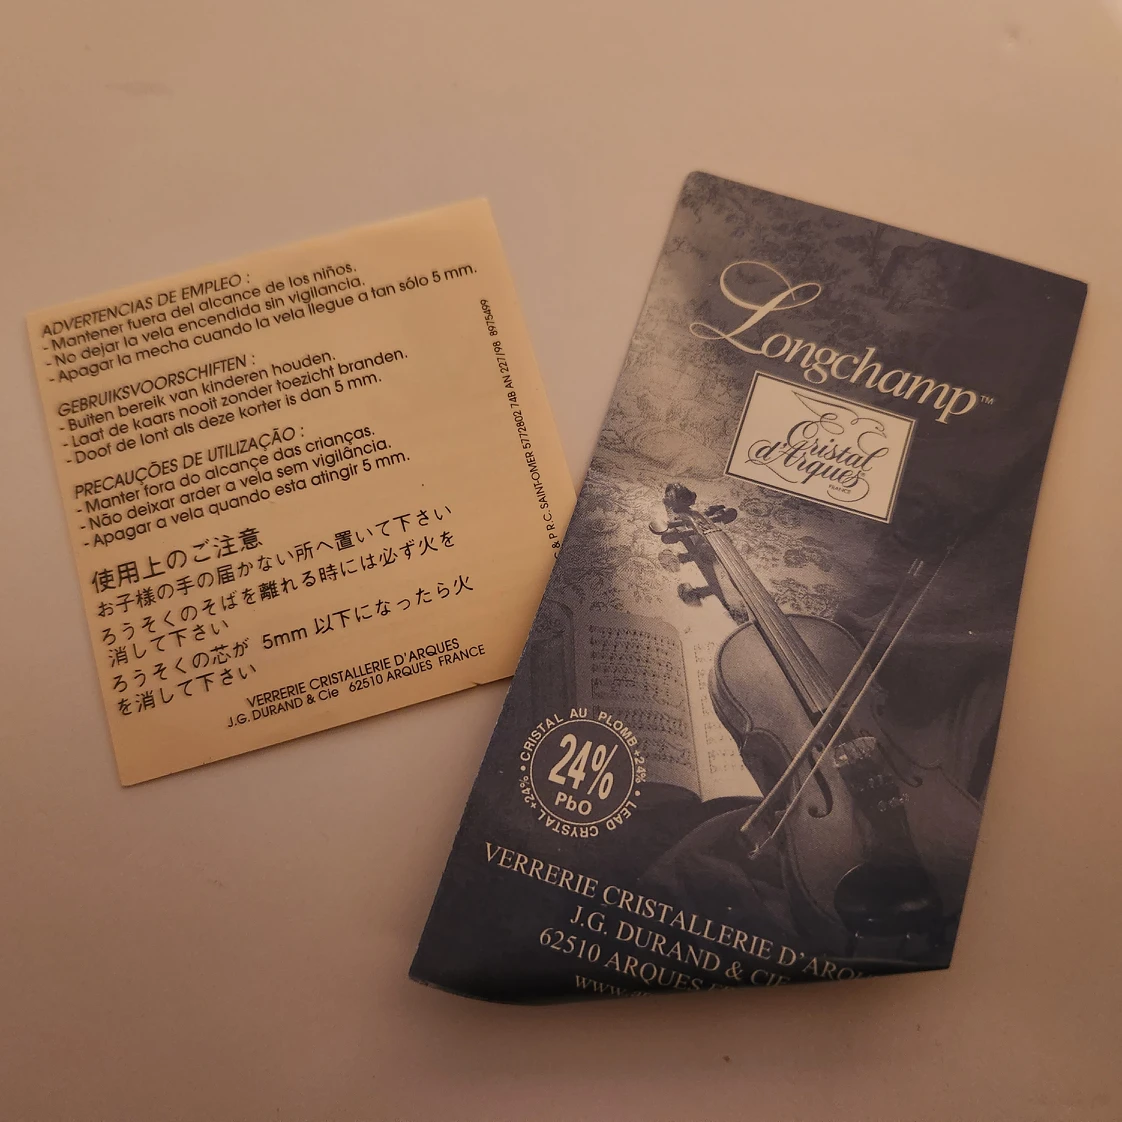 ADVERTENCIAS DE EMPLEO :
- Mantener fuera del alcance de los niños.
- No dejar la vela encendida sin vigilancia.
- Apagar la mecha cuando la vela llegue a tan sólo 5 mm.
GEBRUIKSVOORSCHIFTEN :
- Buiten bereik van kinderen houden.
- Laat de kaars nooit zonder toezicht branden.
- Doof de lont als deze korter is dan 5 mm.
PRECAUÇÕES DE UTILIZAÇÃO :
- Manter fora do alcançe das crianças.
- Não deixar arder a vela sem vigilância.
- Apagar a vela quando esta atingir 5 mm.
使用上のご注意
お子様の手の届かない所へ置いて下さい
ろうそくのそばを離れる時には必ず火を
消して下さい
ろうそくの芯が 5mm 以下になったら火
を消して下さい
VERRERIE CRISTALLERIE D'ARQUES
J.G. DURAND & Cie 62510 ARQUES FRANCE
& P R.C. SAINT-OMER 5772802 74BAN 227/98 8975499
Longchamp™
Cristal
d'Arques®
FRANCE
CRISTAL AU PLOMB +24% • LEAD CRYSTAL +24% •
24%
PbO
VERRERIE CRISTALLERIE D'ARQU
J.G. DURAND & CIE
62510 ARQUES
www.